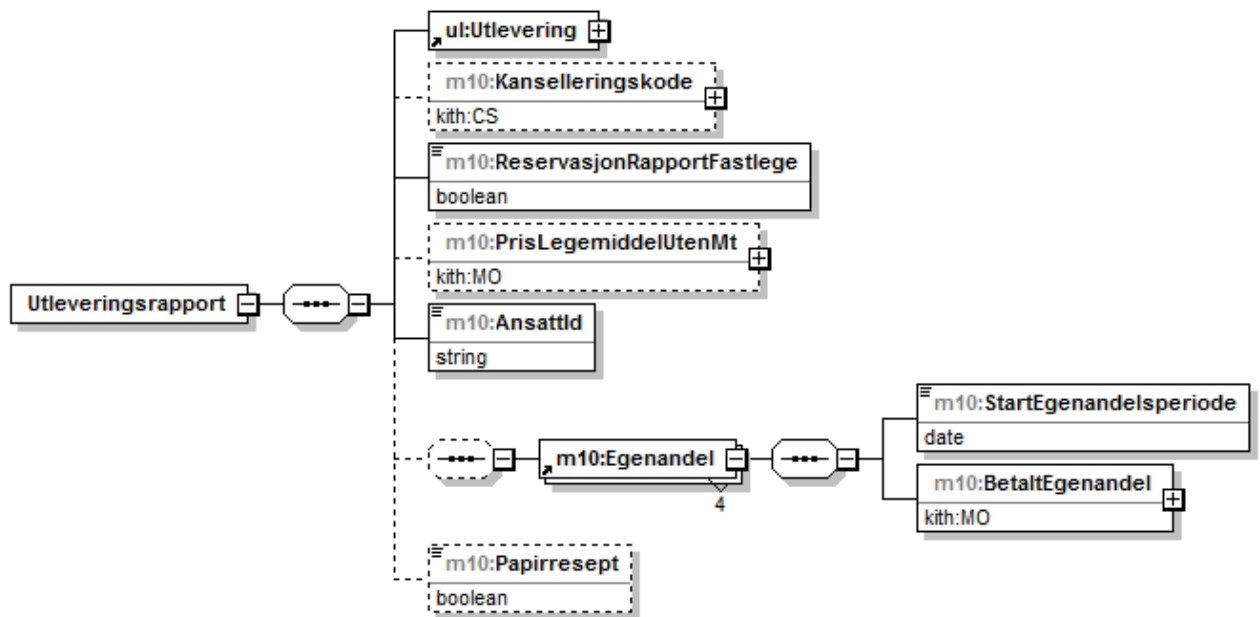 ul:Utlevering
m10:Kanselleringskode
kith:CS
m10:ReservasjonRapportFastlege
boolean
m10:PrisLegemiddelUtenMt
kith:MO
Utleveringsrapport
m10:AnsattId
string
m10:StartEgenandelsperiode
date
m10:Egenandel
4
m10:BetaltEgenandel
kith:MO
m10:Papirresept
boolean